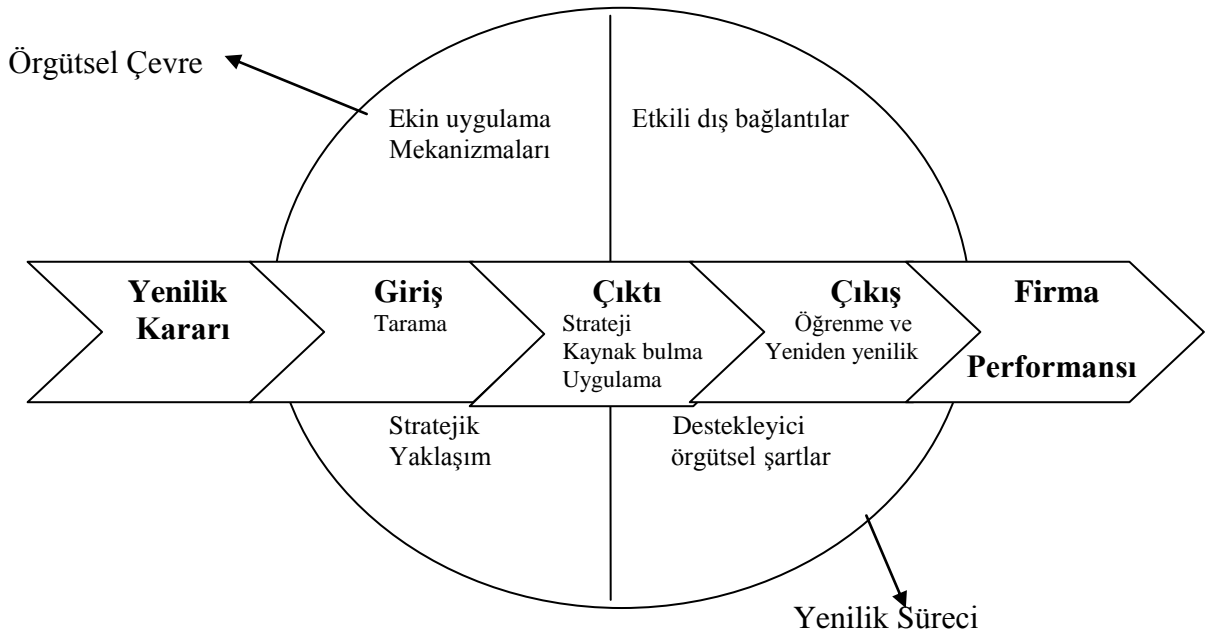 Örgütsel Çevre
Ekin uygulama
Mekanizmaları
Etkili dış bağlantılar
Yenilik
Kararı
Giriş
Tarama
Çıktı
Strateji
Kaynak bulma
Uygulama
Çıkış
Öğrenme ve
Yeniden yenilik
Firma
Performansı
Stratejik
Yaklaşım
Destekleyici
örgütsel şartlar
Yenilik Süreci